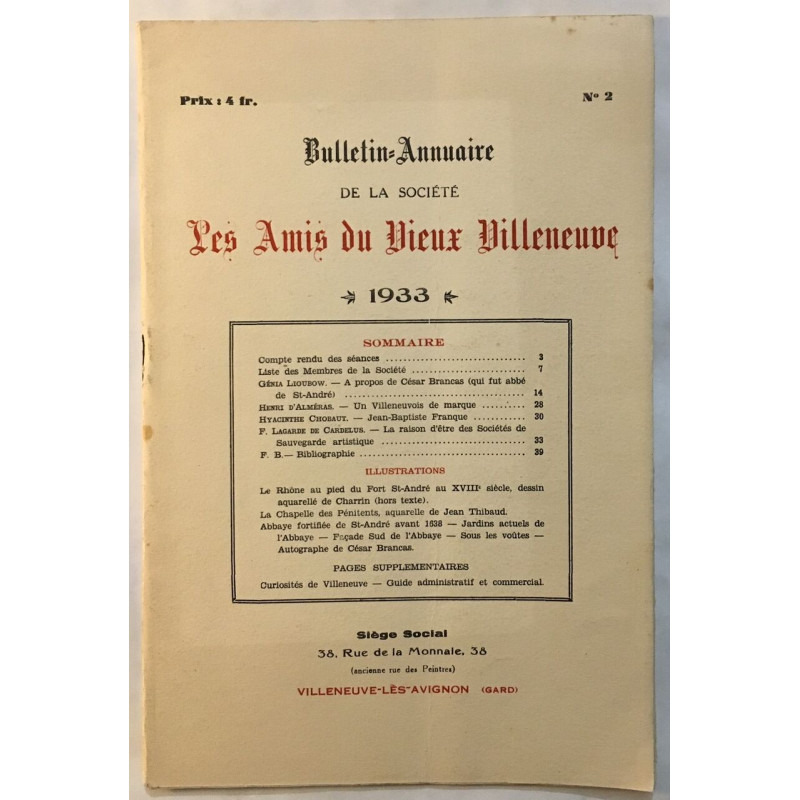 Prix : 4 fr.
N° 2
Bulletin-Annuaire
DE LA SOCIÉTÉ
Les Amis du Vieux Villeneuve
1933
SOMMAIRE
Compte rendu des séances ................................ 3
Liste des Membres de la Société .......................... 7
GÉNIA LIOUBOW. — A propos de César Brancas (qui fut abbé
de St-André) .......................................... 14
HENRI D'ALMÉRAS. — Un Villeneuvois de marque .......... 28
HYACINTHE CHOBAUT. — Jean-Baptiste Franque ............ 30
F. LAGARDE DE CARDELUS. — La raison d'être des Sociétés de
Sauvegarde artistique ................................. 33
F. B.— Bibliographie ...................................... 39
ILLUSTRATIONS
Le Rhône au pied du Fort St-André au XVIIIe siècle, dessin
aquarellé de Charrin (hors texte).
La Chapelle des Pénitents, aquarelle de Jean Thibaud.
Abbaye fortifiée de St-André avant 1638 — Jardins actuels de
l'Abbaye — Façade Sud de l'Abbaye — Sous les voûtes —
Autographe de César Brancas.
PAGES SUPPLEMENTAIRES
Curiosités de Villeneuve — Guide administratif et commercial.
Siège Social
38, Rue de la Monnaie, 38
(ancienne rue des Peintres)
VILLENEUVE-LÈS-AVIGNON (GARD)